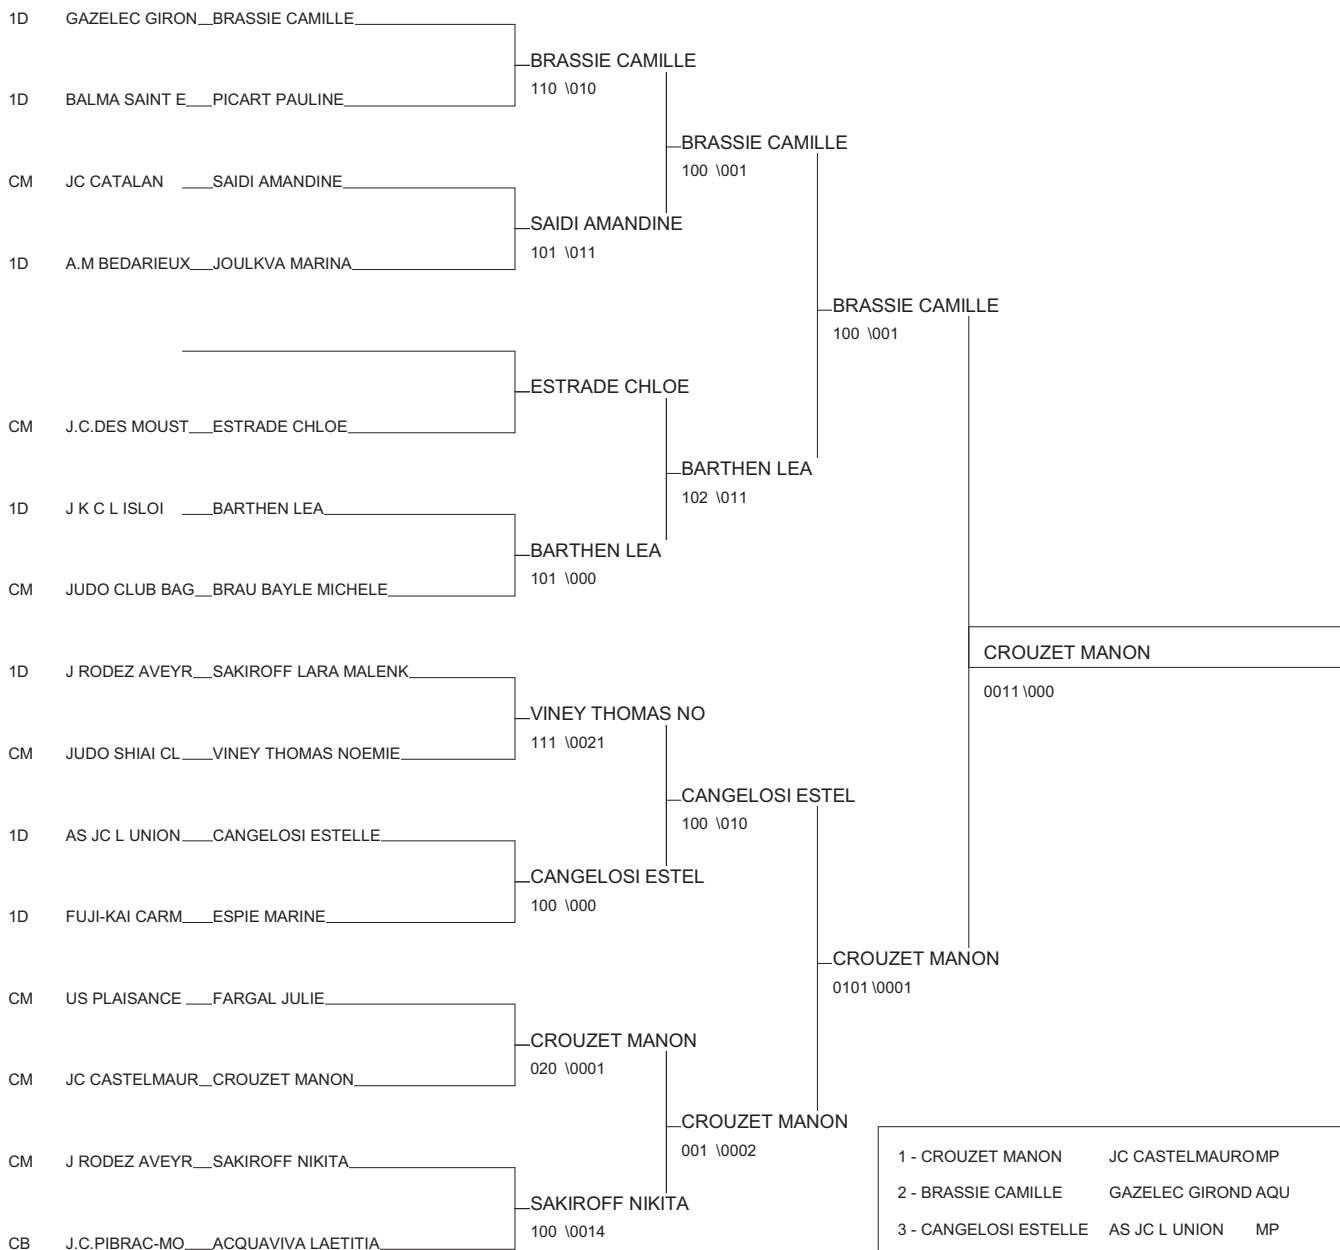 1D GAZELEC GIRON BRASSIE CAMILLE
BRASSIE CAMILLE
110 \010
1D BALMA SAINT E PICART PAULINE
BRASSIE CAMILLE
100 \001
CM JC CATALAN SAIDI AMANDINE
SAIDI AMANDINE
101 \011
1D A.M BEDARIEUX JOULKVA MARINA
BRASSIE CAMILLE
100 \001
ESTRADE CHLOE
CM J.C.DES MOUST ESTRADE CHLOE
BARTHEN LEA
102 \011
1D J K C L ISLOI BARTHEN LEA
BARTHEN LEA
101 \000
CM JUDO CLUB BAG BRAU BAYLE MICHELE
CROUZET MANON
0011 \000
1D J RODEZ AVEYR SAKIROFF LARA MALENK
VINEY THOMAS NO
111 \0021
CM JUDO SHIAI CL VINEY THOMAS NOEMIE
CANGELOSI ESTEL
100 \010
1D AS JC L UNION CANGELOSI ESTELLE
CANGELOSI ESTEL
100 \000
1D FUJI-KAI CARM ESPIE MARINE
CROUZET MANON
0101 \0001
CM US PLAISANCE FARGAL JULIE
CROUZET MANON
020 \0001
CM JC CASTELMAUR CROUZET MANON
CROUZET MANON
001 \0002
CM J RODEZ AVEYR SAKIROFF NIKITA
SAKIROFF NIKITA
100 \0014
CB J.C.PIBRAC-MO ACQUAVIVA LAETITIA
1 - CROUZET MANON JC CASTELMAURO MP
2 - BRASSIE CAMILLE GAZELEC GIROND AQU
3 - CANGELOSI ESTELLE AS JC L UNION MP